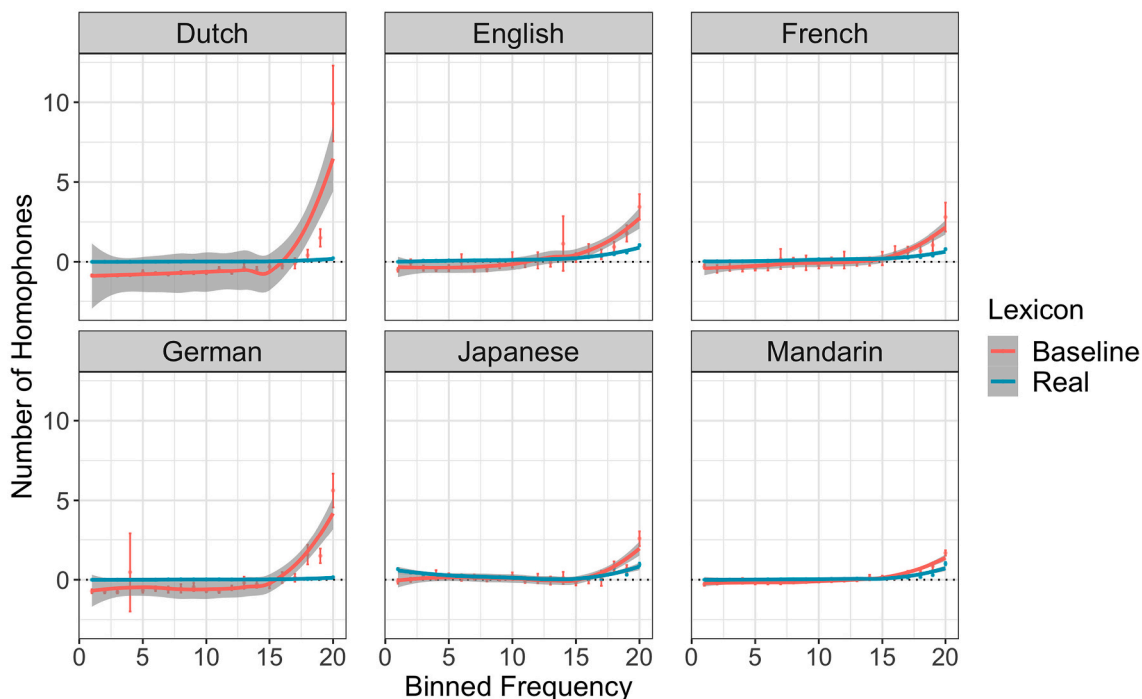 Dutch English French
10
5
0
Number of Homophones
Lexicon
Baseline
Real
German Japanese Mandarin
10
5
0
0 5 10 15 20 0 5 10 15 20 0 5 10 15 20
Binned Frequency